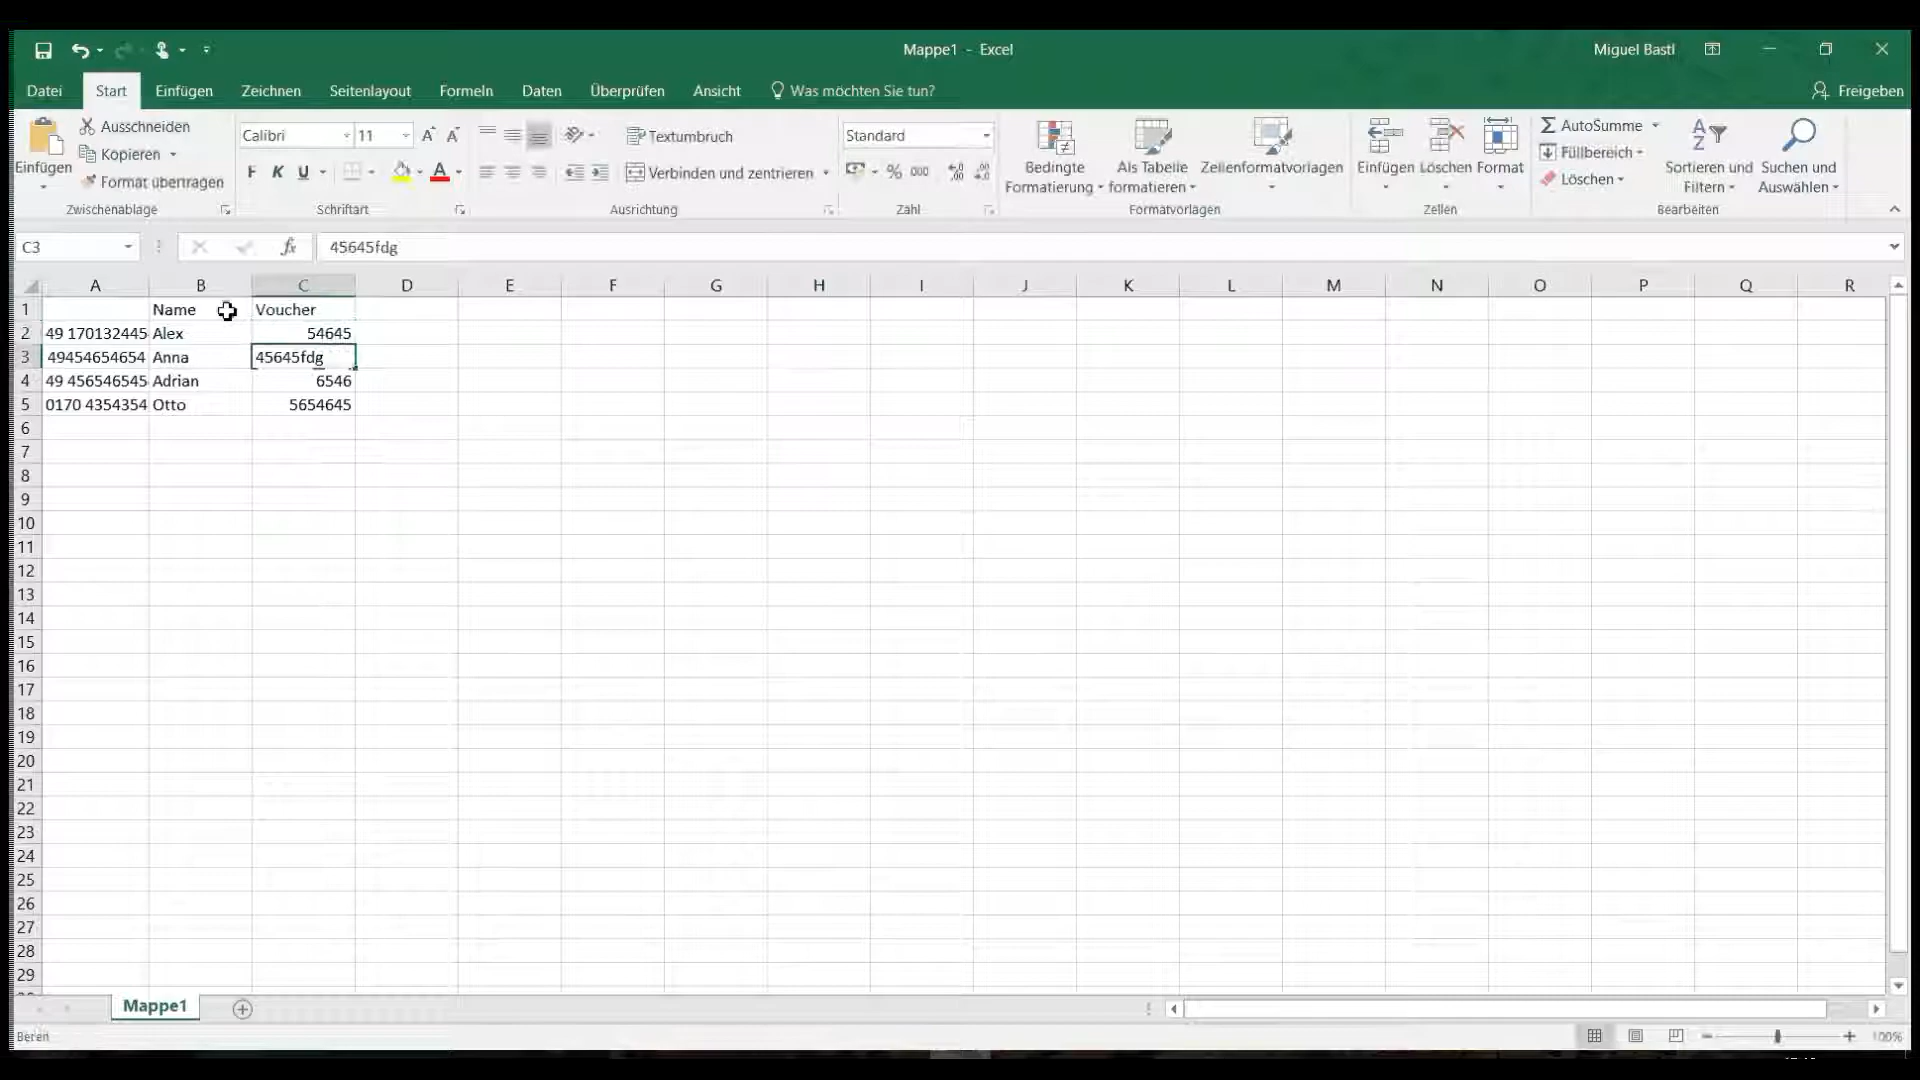 Mappe1 - Excel
Miguel Bastl
Datei Start Einfügen Zeichnen Seitenlayout Formeln Daten Überprüfen Ansicht Was möchten Sie tun? Freigeben
Einfügen
Ausschneiden
Kopieren
Format übertragen
Zwischenablage
Calibri 11
F K U
Schriftart
Textumbruch
Verbinden und zentrieren
Ausrichtung
Standard
% 000
Zahl
Bedingte Formatierung
Als Tabelle formatieren
Zellenformatvorlagen
Formatvorlagen
Einfügen Löschen Format
Zellen
AutoSumme
Füllbereich
Löschen
Sortieren und Filtern
Suchen und Auswählen
Bearbeiten
C3 fx 45645fdg
A B C D E F G H I J K L M N O P Q R
1 Name Voucher
2 49 170132445 Alex 54645
3 49454654654 Anna 45645fdg
4 49 456546545 Adrian 6546
5 0170 4354354 Otto 5654645
6
7
8
9
10
11
12
13
14
15
16
17
18
19
20
21
22
23
24
25
26
27
28
29
Mappe1
100%